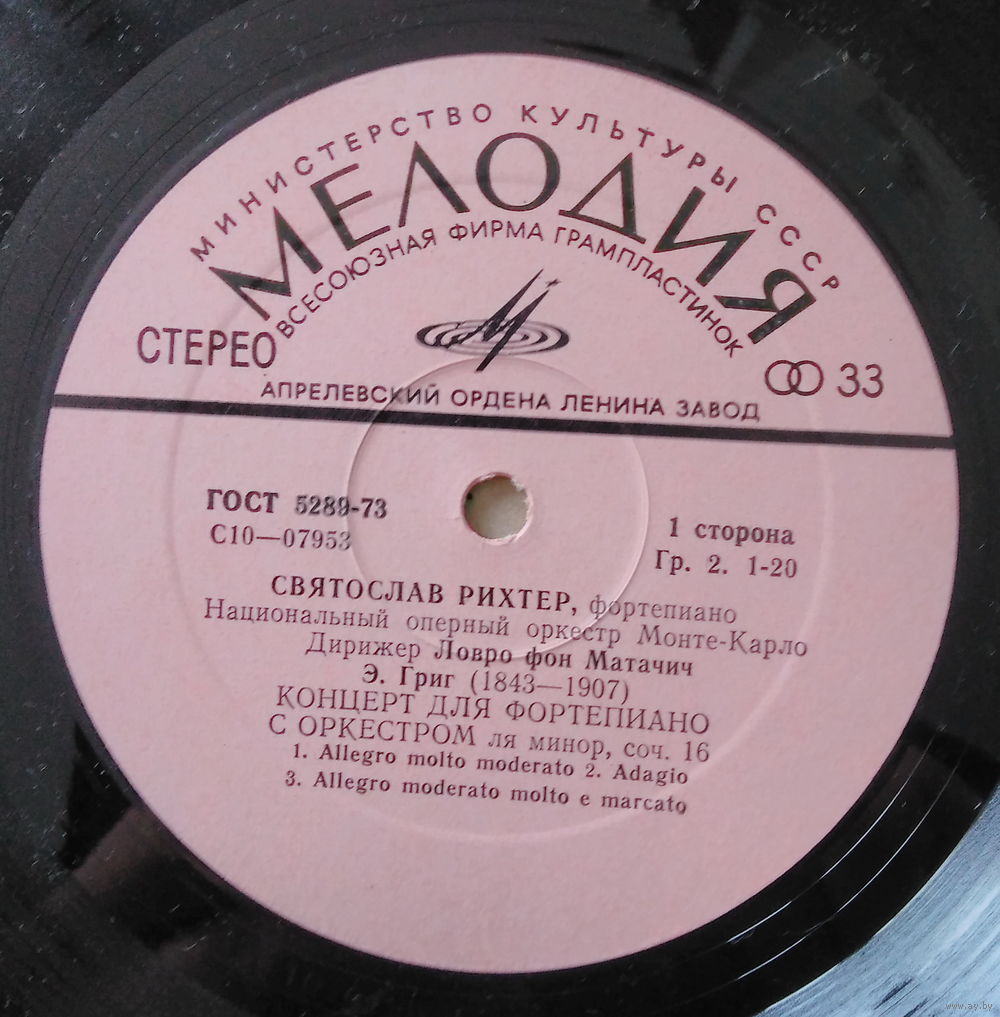 МИНИСТЕРСТВО КУЛЬТУРЫ СССР
МЕЛОДИЯ
ВСЕСОЮЗНАЯ ФИРМА ГРАМПЛАСТИНОК
СТЕРЕО
33
АПРЕЛЕВСКИЙ ОРДЕНА ЛЕНИНА ЗАВОД
ГОСТ 5289-73
С10—07953
1 сторона
Гр. 2. 1-20
СВЯТОСЛАВ РИХТЕР, фортепиано
Национальный оперный оркестр Монте-Карло
Дирижер Ловро фон Матачич
Э. Григ (1843—1907)
КОНЦЕРТ ДЛЯ ФОРТЕПИАНО
С ОРКЕСТРОМ ля минор, соч. 16
1. Allegro molto moderato 2. Adagio
3. Allegro moderato molto e marcato
www.ay.by